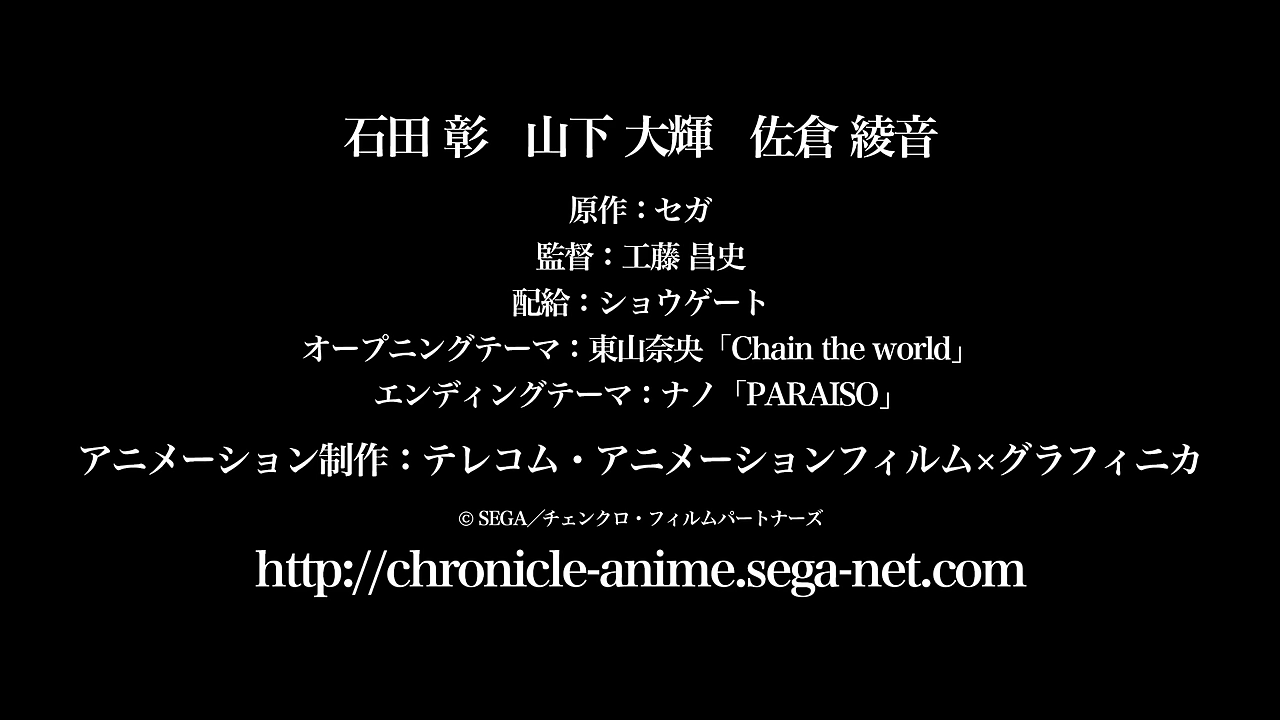 石田 彰 山下 大輝 佐倉 綾音
原作：セガ
監督：工藤 昌史
配給：ショウゲート
オープニングテーマ：東山奈央「Chain the world」
エンディングテーマ：ナノ「PARAISO」
アニメーション制作：テレコム・アニメーションフィルム×グラフィニカ
© SEGA／チェンクロ・フィルムパートナーズ
http://chronicle-anime.sega-net.com